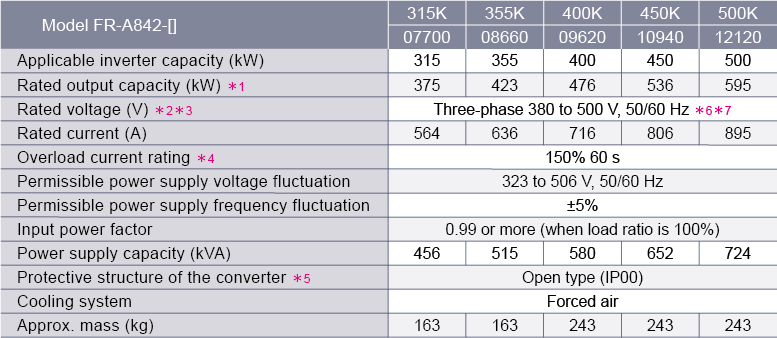 Model FR-A842-[] 315K 355K 400K 450K 500K
07700 08660 09620 10940 12120
Applicable inverter capacity (kW) 315 355 400 450 500
Rated output capacity (kW) *1 375 423 476 536 595
Rated voltage (V) *2*3 Three-phase 380 to 500 V, 50/60 Hz *6*7
Rated current (A) 564 636 716 806 895
Overload current rating *4 150% 60 s
Permissible power supply voltage fluctuation 323 to 506 V, 50/60 Hz
Permissible power supply frequency fluctuation ±5%
Input power factor 0.99 or more (when load ratio is 100%)
Power supply capacity (kVA) 456 515 580 652 724
Protective structure of the converter *5 Open type (IP00)
Cooling system Forced air
Approx. mass (kg) 163 163 243 243 243